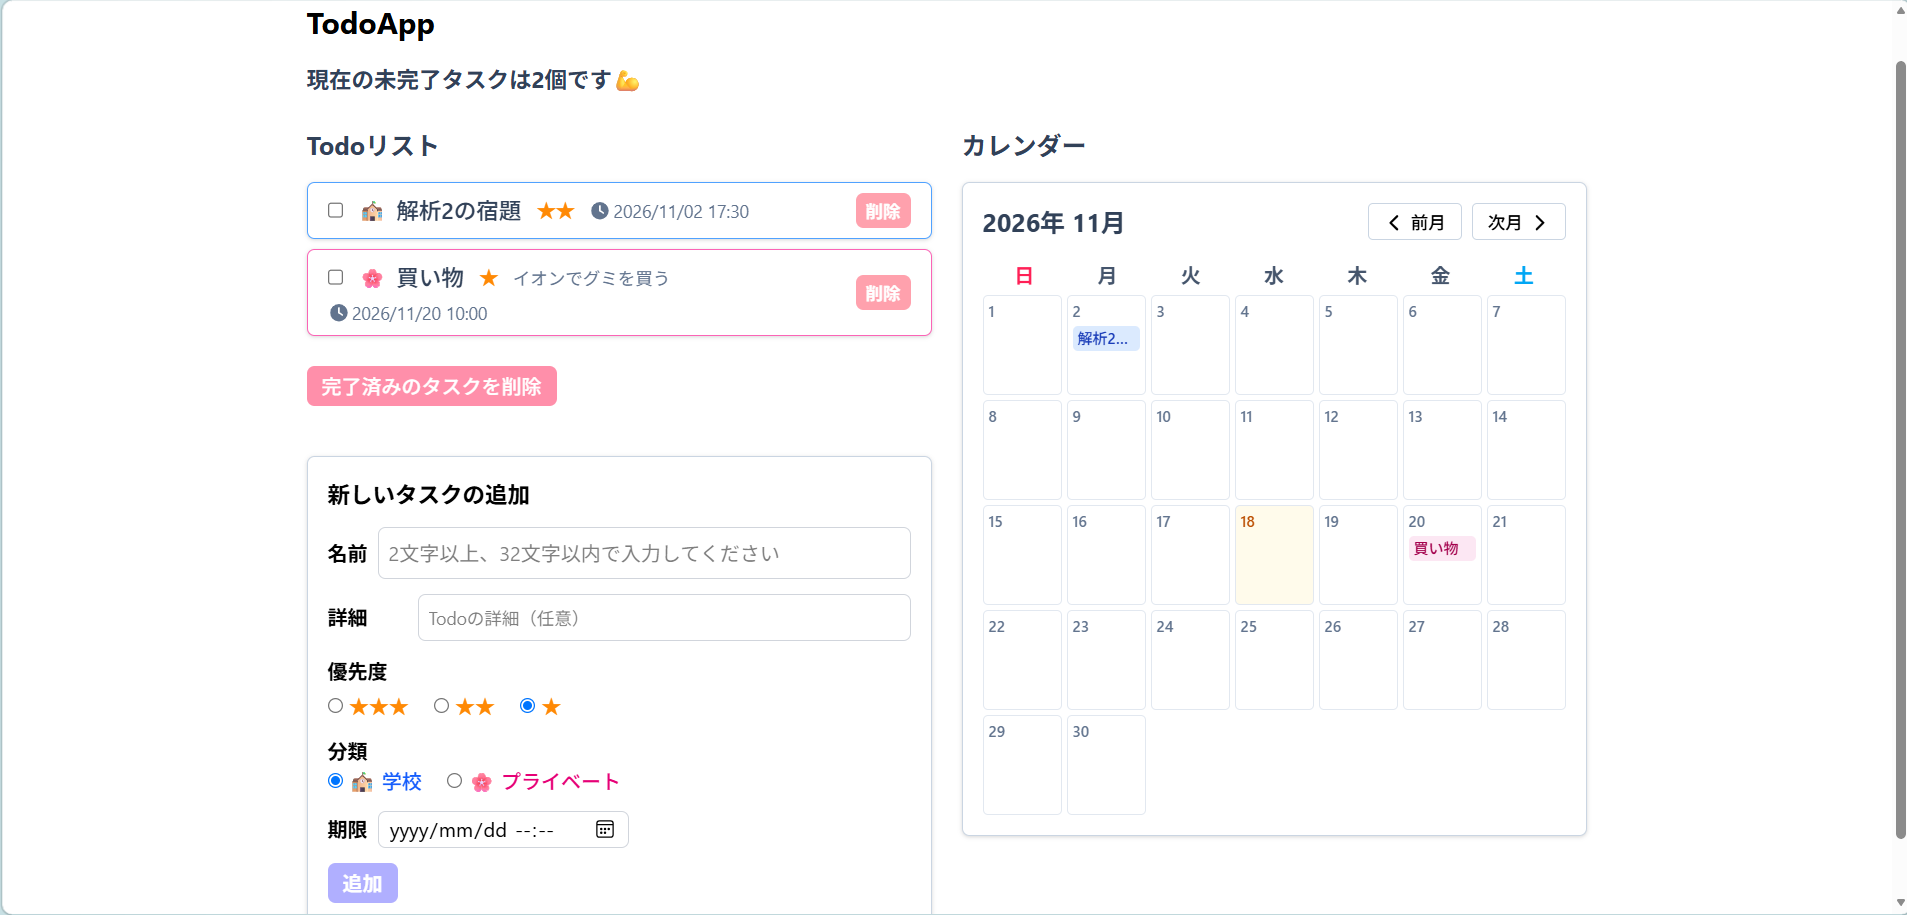 TodoApp
現在の未完了タスクは2個です💪
Todoリスト
🏫 解析2の宿題 ★★ 2026/11/02 17:30 削除
🌸 買い物 ★ イオンでグミを買う
2026/11/20 10:00
削除
完了済みのタスクを削除
新しいタスクの追加
名前 2文字以上、32文字以内で入力してください
詳細 Todoの詳細（任意）
優先度
★★★ ★★ ★
分類
🏫 学校 🌸 プライベート
期限 yyyy/mm/dd --:--
追加
カレンダー
2026年 11月 前月 次月
日 月 火 水 木 金 土
1 2 3 4 5 6 7
解析2...
8 9 10 11 12 13 14
15 16 17 18 19 20 21
買い物
22 23 24 25 26 27 28
29 30